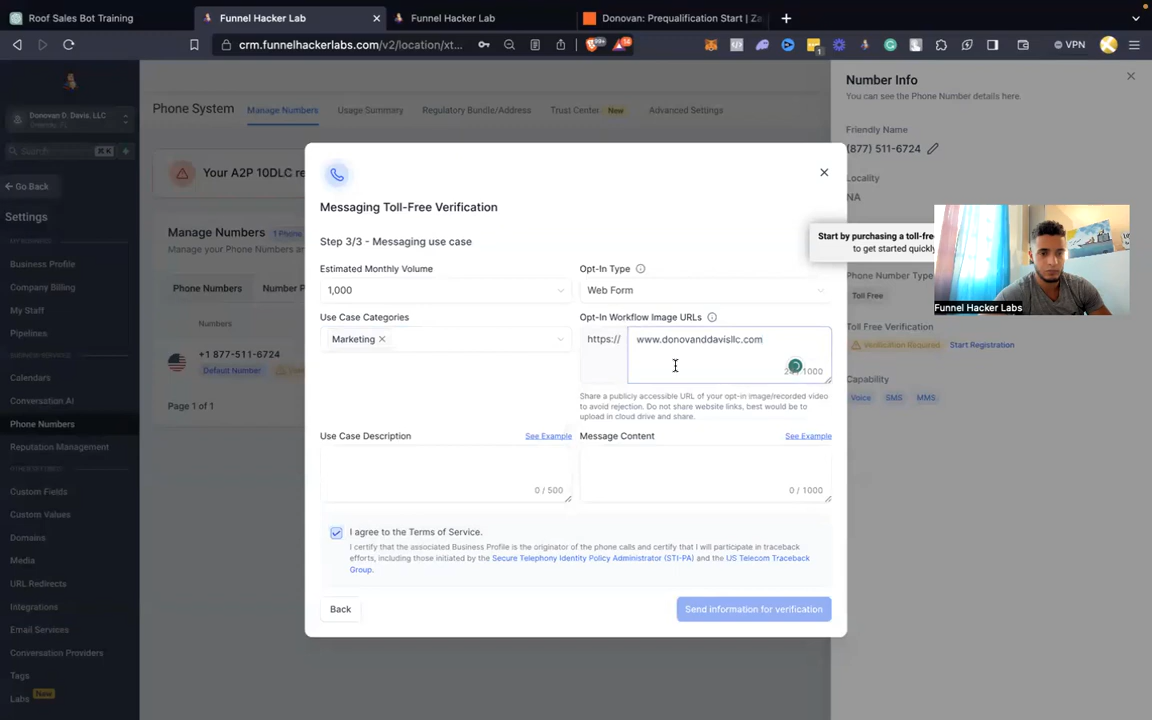 Roof Sales Bot Training
Funnel Hacker Lab
Funnel Hacker Lab
Donovan: Prequalification Start | Za
crm.funnelhackerlabs.com/v2/location/xt...
99+
VPN
Donovan D. Davis, LLC
Search
⌘K
Go Back
Settings
Business Profile
Company Billing
My Staff
Pipelines
Calendars
Conversation AI
Phone Numbers
Reputation Management
Custom Fields
Custom Values
Domains
Media
URL Redirects
Integrations
Email Services
Conversation Providers
Tags
Labs New
Phone System
Manage Numbers
Usage Summary
Regulatory Bundle/Address
Trust Center New
Advanced Settings
Your A2P 10DLC re
Manage Numbers 1 Phone
Manage your Phone Numbers a
Phone Numbers
Number P
Numbers
+1 877-511-6724
Default Number
Page 1 of 1
Messaging Toll-Free Verification
Step 3/3 - Messaging use case
Estimated Monthly Volume
1,000
Opt-In Type
Web Form
Use Case Categories
Marketing
Opt-In Workflow Image URLs
https://
www.donovanddavisllc.com
/ 1000
Share a publicly accessible URL of your opt-in image/recorded video
to avoid rejection. Do not share website links, best would be to
upload in cloud drive and share.
Use Case Description
See Example
0 / 500
Message Content
See Example
0 / 1000
I agree to the Terms of Service.
I certify that the associated Business Profile is the originator of the phone calls and certify that I will participate in traceback
efforts, including those initiated by the Secure Telephony Identity Policy Administrator (STI-PA) and the US Telecom Traceback
Group.
Back
Send information for verification
Number Info
You can see the Phone Number details here.
Friendly Name
(877) 511-6724
Locality
NA
Start by purchasing a toll-fre
to get started quickly
Funnel Hacker Labs
Phone Number Type
Toll Free
Toll Free Verification
Verification Required
Start Registration
Capability
Voice
SMS
MMS